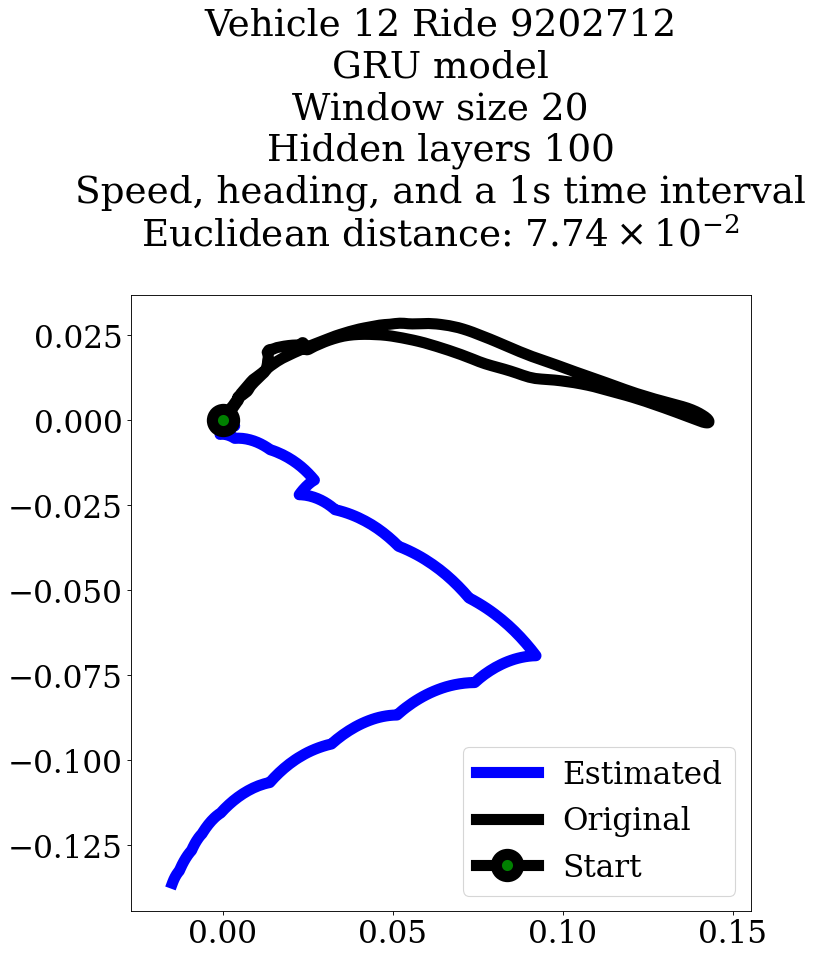 Vehicle 12 Ride 9202712
GRU model
Window size 20
Hidden layers 100
Speed, heading, and a 1s time interval
Euclidean distance: 7.74 × 10⁻²
0.025
0.000
−0.025
−0.050
−0.075
−0.100
−0.125
Estimated
Original
Start
0.00 0.05 0.10 0.15